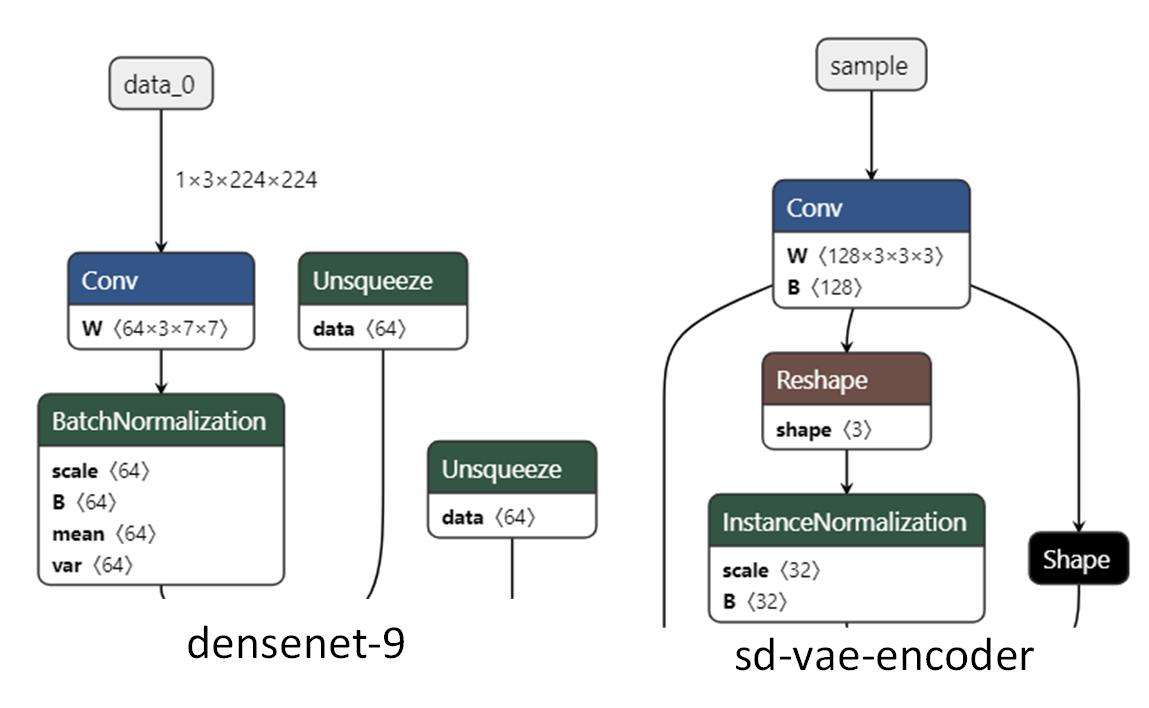 data_0
1×3×224×224
Conv
W 〈64×3×7×7〉
Unsqueeze
data 〈64〉
BatchNormalization
scale 〈64〉
B 〈64〉
mean 〈64〉
var 〈64〉
Unsqueeze
data 〈64〉
densenet-9
sample
Conv
W 〈128×3×3×3〉
B 〈128〉
Reshape
shape 〈3〉
InstanceNormalization
scale 〈32〉
B 〈32〉
Shape
sd-vae-encoder